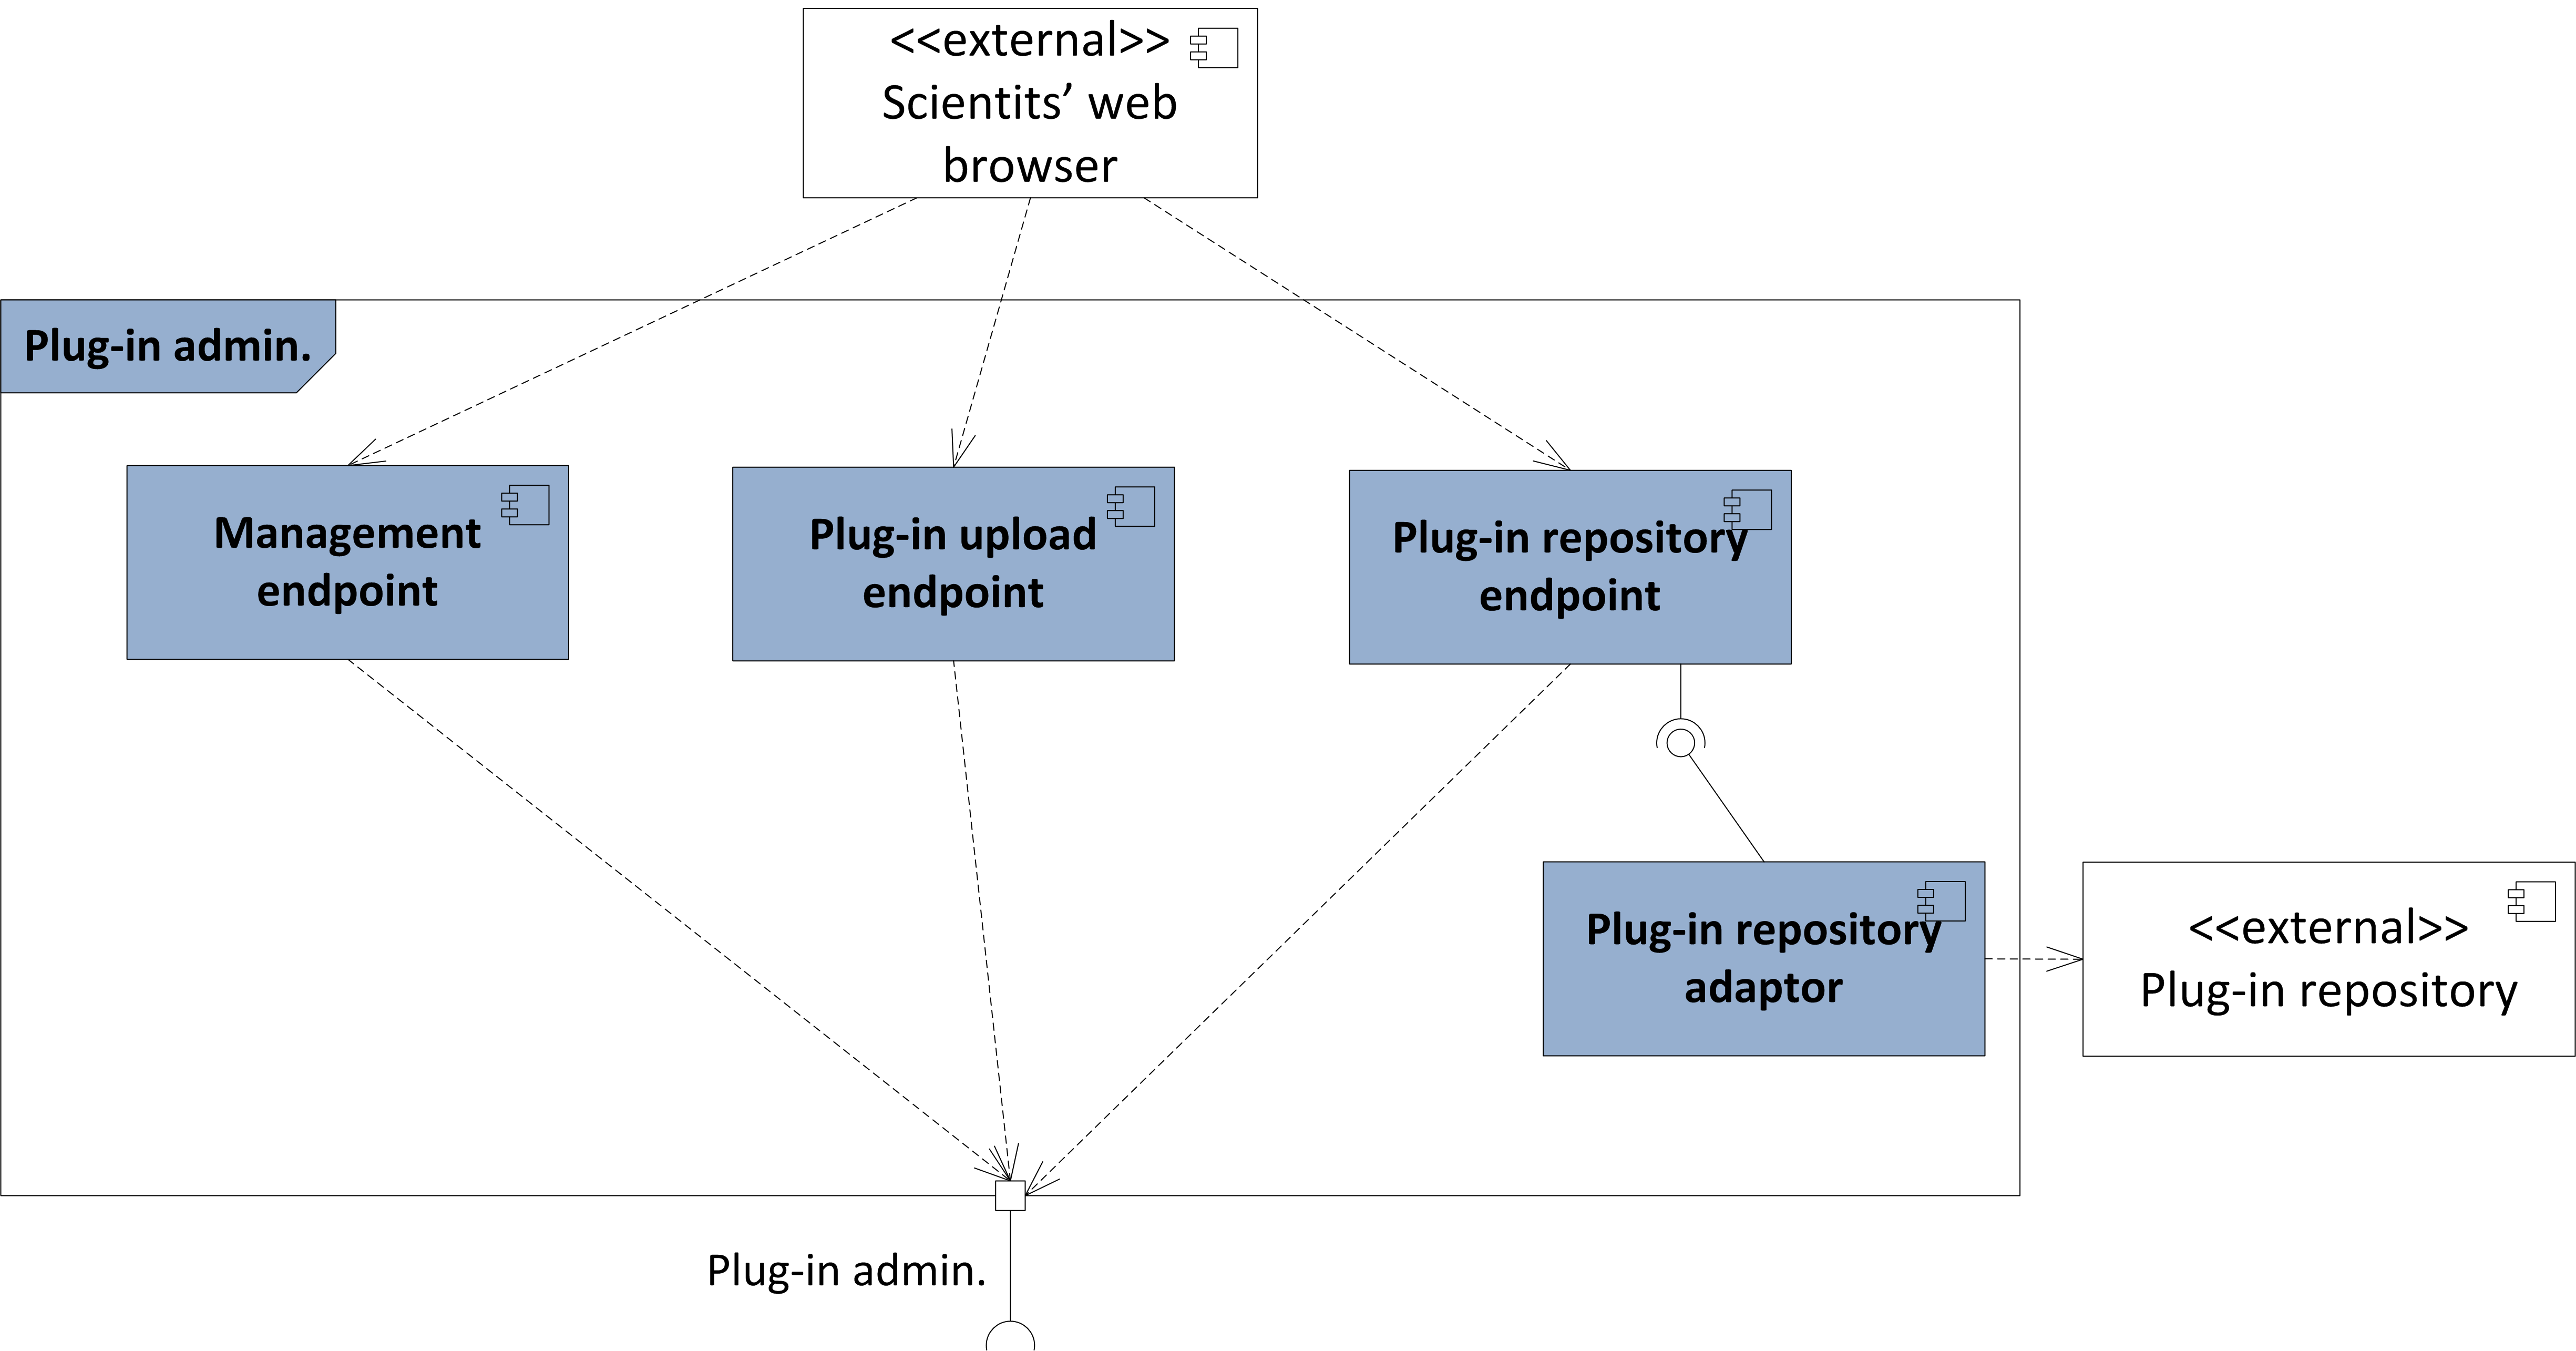 <<external>>
Scientits’ web
browser
Plug-in admin.
Management
endpoint
Plug-in upload
endpoint
Plug-in repository
endpoint
Plug-in repository
adaptor
<<external>>
Plug-in repository
Plug-in admin.